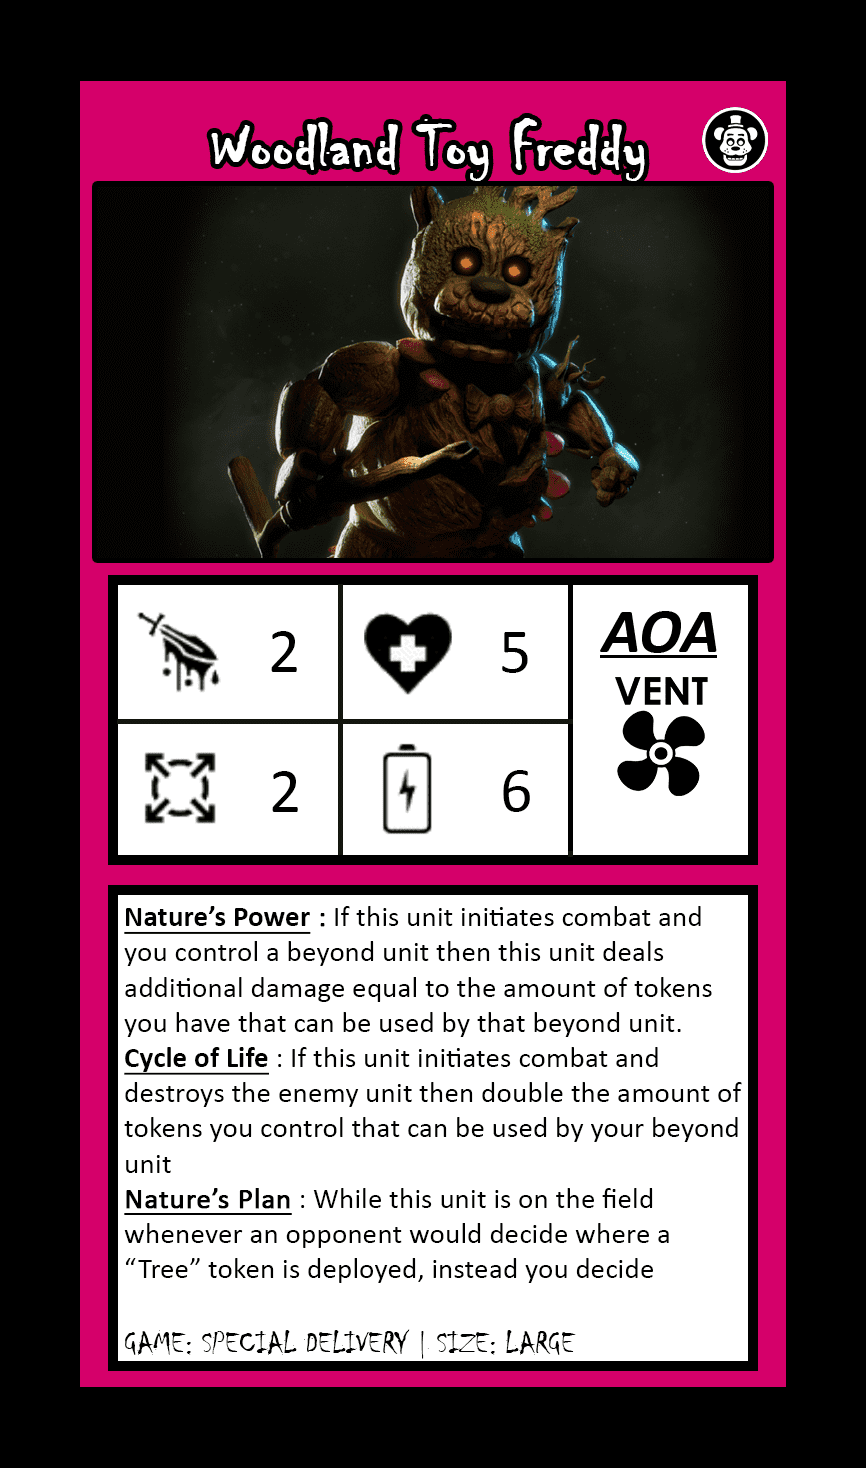 Woodland Toy Freddy
2
5
AOA
VENT
2
6
Nature’s Power : If this unit initiates combat and
you control a beyond unit then this unit deals
additional damage equal to the amount of tokens
you have that can be used by that beyond unit.
Cycle of Life : If this unit initiates combat and
destroys the enemy unit then double the amount of
tokens you control that can be used by your beyond
unit
Nature’s Plan : While this unit is on the field
whenever an opponent would decide where a
“Tree” token is deployed, instead you decide
GAME: SPECIAL DELIVERY | SIZE: LARGE